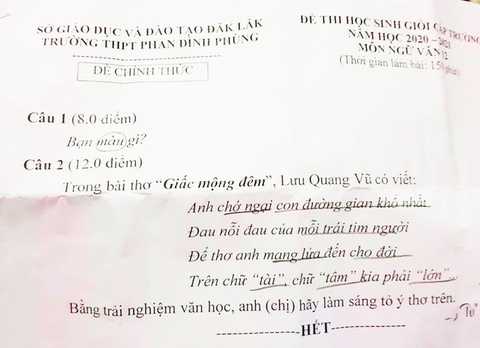 SỞ GIÁO DỤC VÀ ĐÀO TẠO ĐĂK LĂK
TRƯỜNG THPT PHAN ĐÌNH PHÙNG
ĐỀ CHÍNH THỨC
ĐỀ THI HỌC SINH GIỎI CẤP TRƯỜNG
NĂM HỌC 2020 – 2021
MÔN NGỮ VĂN 12
(Thời gian làm bài: 150 phút)
Câu 1 (8.0 điểm)
Bạn màu gì?
Câu 2 (12.0 điểm)
Trong bài thơ “Giấc mộng đêm”, Lưu Quang Vũ có viết:
Anh chớ ngại con đường gian khổ nhất
Đau nỗi đau của mỗi trái tim người
Để thơ anh mang lửa đến cho đời
Trên chữ “tài”, chữ “tâm” kia phải “lớn”..
Bằng trải nghiệm văn học, anh (chị) hãy làm sáng tỏ ý thơ trên.
----------------HẾT----------------